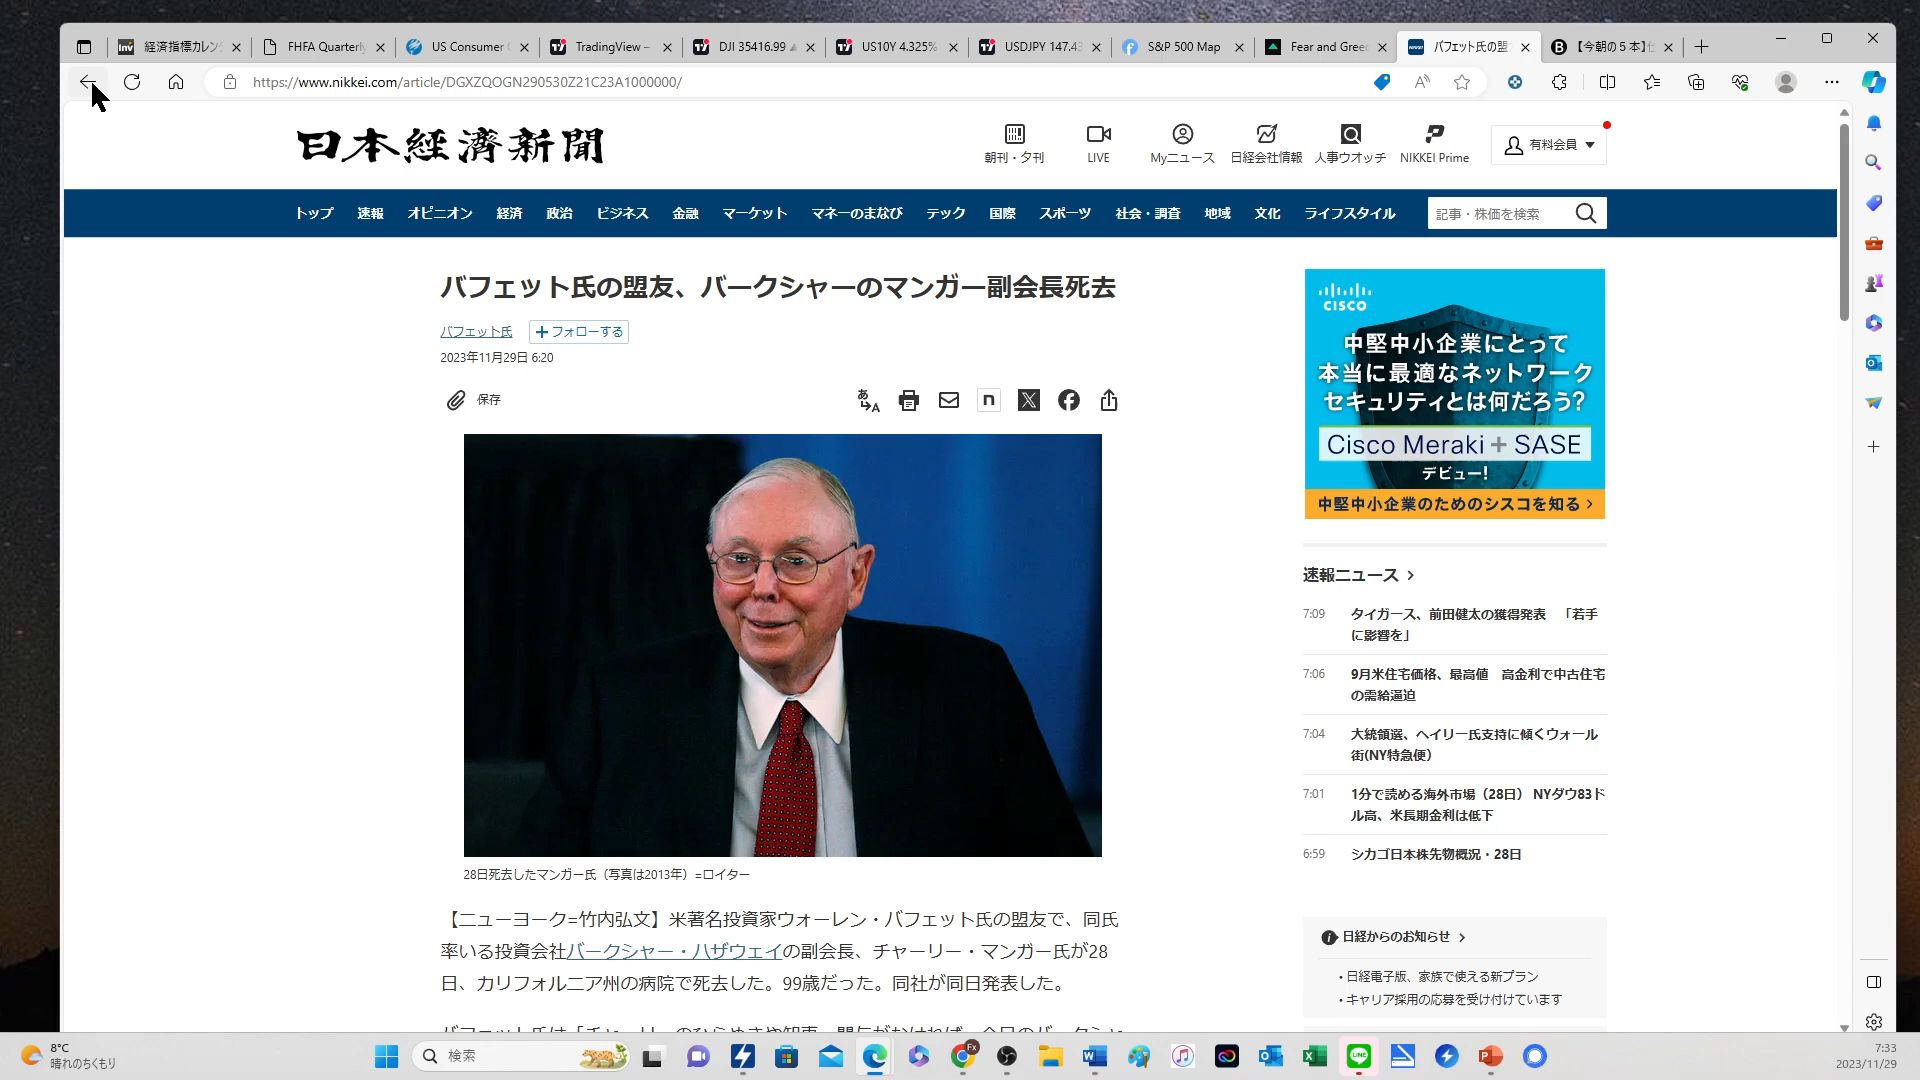 経済指標カレン
FHFA Quarterly
US Consumer
TradingView –
DJI 35416.99
US10Y 4.325%
USDJPY 147.43
S&P 500 Map
Fear and Gree
バフェット氏の盟
【今朝の5本】仕
https://www.nikkei.com/article/DGXZQOGN290530Z21C23A1000000/
日本経済新聞
朝刊・夕刊
LIVE
Myニュース
日経会社情報
人事ウオッチ
NIKKEI Prime
有料会員
トップ 速報 オピニオン 経済 政治 ビジネス 金融 マーケット マネーのまなび テック 国際 スポーツ 社会・調査 地域 文化 ライフスタイル
記事・株価を検索
バフェット氏の盟友、バークシャーのマンガー副会長死去
バフェット氏
+フォローする
2023年11月29日 6:20
保存
28日死去したマンガー氏（写真は2013年）=ロイター
【ニューヨーク=竹内弘文】米著名投資家ウォーレン・バフェット氏の盟友で、同氏
率いる投資会社バークシャー・ハザウェイの副会長、チャーリー・マンガー氏が28
日、カリフォルニア州の病院で死去した。99歳だった。同社が同日発表した。
CISCO
中堅中小企業にとって
本当に最適なネットワーク
セキュリティとは何だろう?
Cisco Meraki + SASE
デビュー!
中堅中小企業のためのシスコを知る >
速報ニュース >
7:09 タイガース、前田健太の獲得発表 「若手
に影響を」
7:06 9月米住宅価格、最高値 高金利で中古住宅
の需給逼迫
7:04 大統領選、ヘイリー氏支持に傾くウォール
街(NY特急便)
7:01 1分で読める海外市場（28日） NYダウ83ド
ル高、米長期金利は低下
6:59 シカゴ日本株先物概況・28日
日経からのお知らせ >
・日経電子版、家族で使える新プラン
・キャリア採用の応募を受け付けています
8°C
晴れのちくもり
検索
7:33
2023/11/29